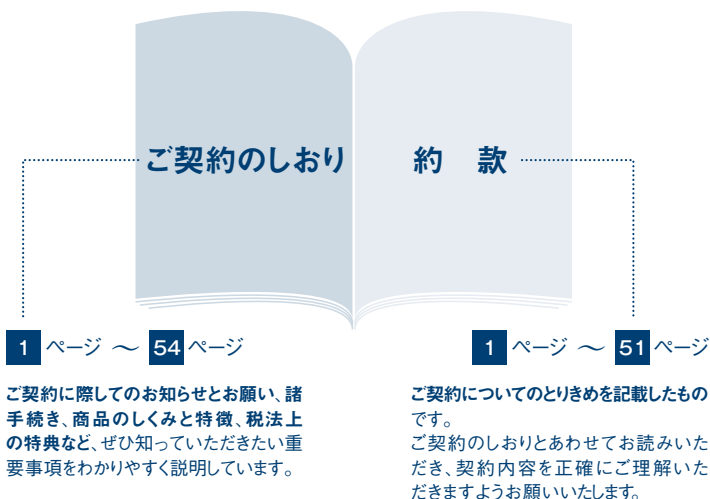 ご契約のしおり
約 款
1 ページ ～ 54 ページ
ご契約に際してのお知らせとお願い、諸
手続き、商品のしくみと特徴、税法上
の特典など、ぜひ知っていただきたい重
要事項をわかりやすく説明しています。
1 ページ ～ 51 ページ
ご契約についてのとりきめを記載したもの
です。
ご契約のしおりとあわせてお読みいた
だき、契約内容を正確にご理解いた
だきますようお願いいたします。